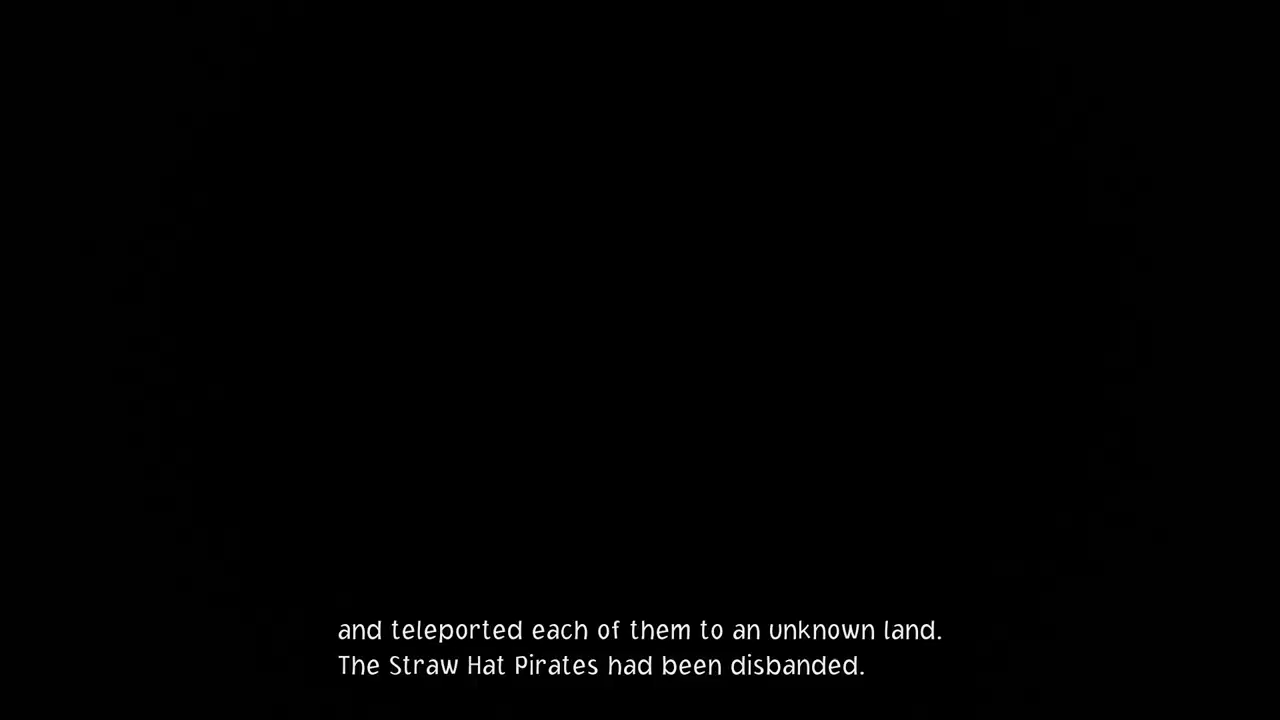 and teleported each of them to an unknown land.
The Straw Hat Pirates had been disbanded.